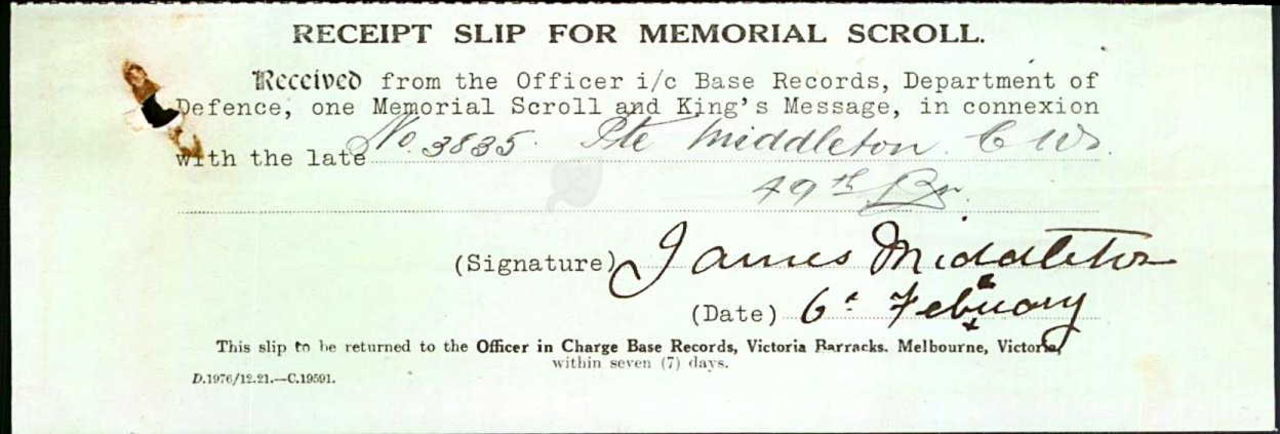 RECEIPT SLIP FOR MEMORIAL SCROLL.
Received from the Officer i/c Base Records, Department of
Defence, one Memorial Scroll and King's Message, in connexion
with the late No. 3835. Pte Middleton. C W.
49th Bn.
(Signature) James Middleton
(Date) 6. February
This slip to be returned to the Officer in Charge Base Records, Victoria Barracks. Melbourne, Victoria,
within seven (7) days.
D.1976/12.21.—C.19591.